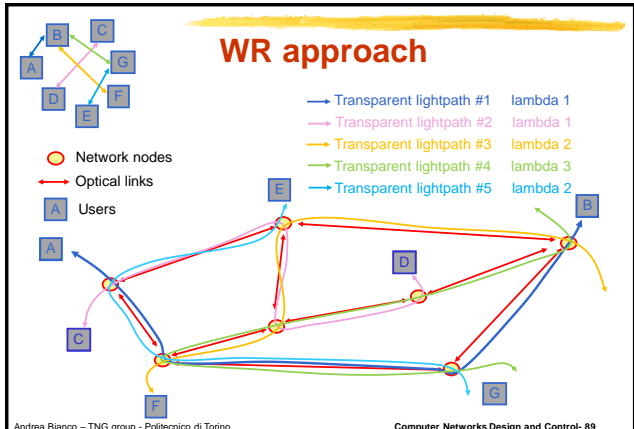 WR approach
B
C
A
G
D
F
E
Transparent lightpath #1 lambda 1
Transparent lightpath #2 lambda 1
Transparent lightpath #3 lambda 2
Transparent lightpath #4 lambda 3
Transparent lightpath #5 lambda 2
Network nodes
Optical links
A Users
E
B
A
D
C
F
G
Andrea Bianco – TNG group - Politecnico di Torino
Computer Networks Design and Control- 89